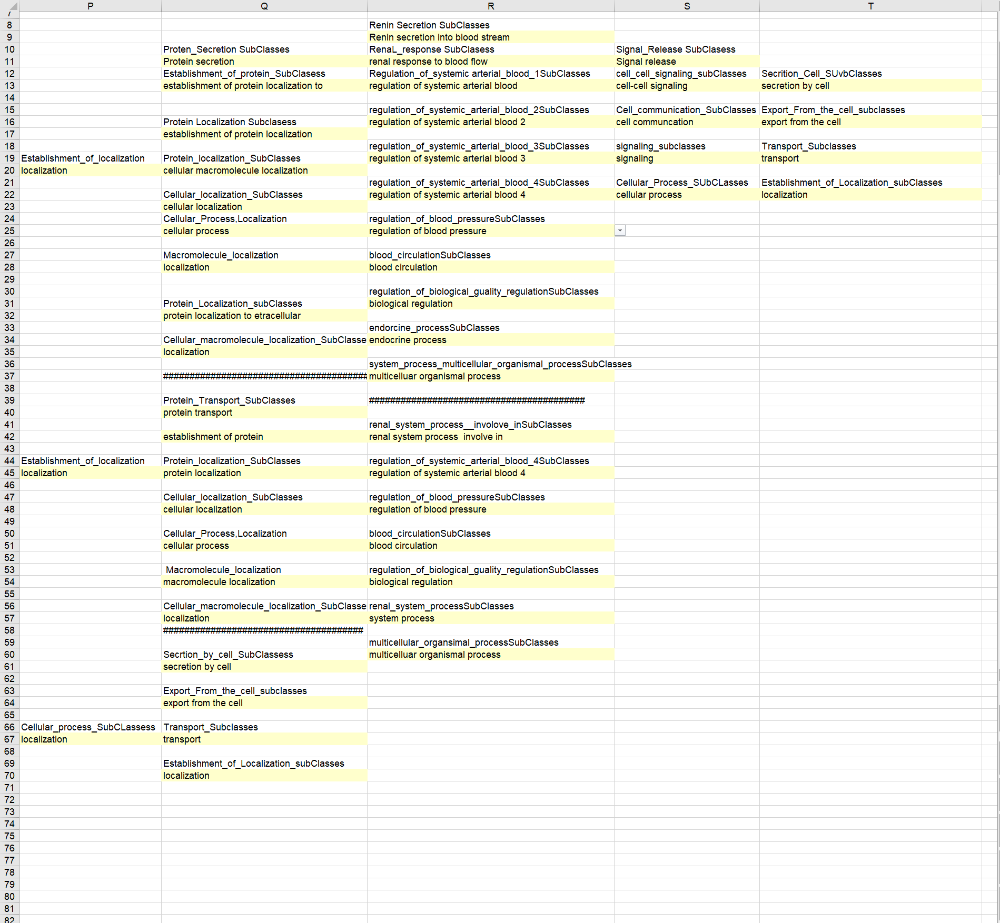 P Q R S T
7
8 Renin Secretion SubClasses
9 Renin secretion into blood stream
10 Proten_Secretion SubClasses RenaL_response SubClasess Signal_Release SubClasess
11 Protein secretion renal response to blood flow Signal release
12 Establishment_of_protein_SubClasess Regulation_of_systemic arterial_blood_1SubClasses cell_cell_signaling_subClasses Secrition_Cell_SUvbClasses
13 establishment of protein localization to regulation of systemic arterial blood cell-cell signaling secretion by cell
14
15 regulation_of_systemic_arterial_blood_2SubClasses Cell_communication_SubClasses Export_From_the_cell_subclasses
16 Protein Localization Subclasess regulation of systemic arterial blood 2 cell communcation export from the cell
17 establishment of protein localization
18 regulation_of_systemic_arterial_blood_3SubClasses signaling_subclasses Transport_Subclasses
19 Establishment_of_localization Protein_localization_SubClasses regulation of systemic arterial blood 3 signaling transport
20 localization cellular macromolecule localization
21 regulation_of_systemic_arterial_blood_4SubClasses Cellular_Process_SUbCLasses Establishment_of_Localization_subClasses
22 Cellular_localization_SubClasses regulation of systemic arterial blood 4 cellular process localization
23 cellular localization
24 Cellular_Process,Localization regulation_of_blood_pressureSubClasses
25 cellular process regulation of blood pressure
26
27 Macromolecule_localization blood_circulationSubClasses
28 localization blood circulation
29
30 regulation_of_biological_guality_regulationSubClasses
31 Protein_Localization_subClasses biological regulation
32 protein localization to etracellular
33 endorcine_processSubClasses
34 Cellular_macromolecule_localization_SubClasse endocrine process
35 localization
36 system_process_multicellular_organismal_processSubClasses
37 ####################################### multicelluar organismal process
38
39 Protein_Transport_SubClasses #########################################
40 protein transport
41 renal_system_process__involove_inSubClasses
42 establishment of protein renal system process  involve in
43
44 Establishment_of_localization Protein_localization_SubClasses regulation_of_systemic_arterial_blood_4SubClasses
45 localization protein localization regulation of systemic arterial blood 4
46
47 Cellular_localization_SubClasses regulation_of_blood_pressureSubClasses
48 cellular localization regulation of blood pressure
49
50 Cellular_Process,Localization blood_circulationSubClasses
51 cellular process blood circulation
52
53 Macromolecule_localization regulation_of_biological_guality_regulationSubClasses
54 macromolecule localization biological regulation
55
56 Cellular_macromolecule_localization_SubClasse renal_system_processSubClasses
57 localization system process
58 ######################################
59 multicellular_organsimal_processSubClasses
60 Secrtion_by_cell_SubClassess multicelluar organismal process
61 secretion by cell
62
63 Export_From_the_cell_subclasses
64 export from the cell
65
66 Cellular_process_SubCLassess Transport_Subclasses
67 localization transport
68
69 Establishment_of_Localization_subClasses
70 localization
71
72
73
74
75
76
77
78
79
80
81
82